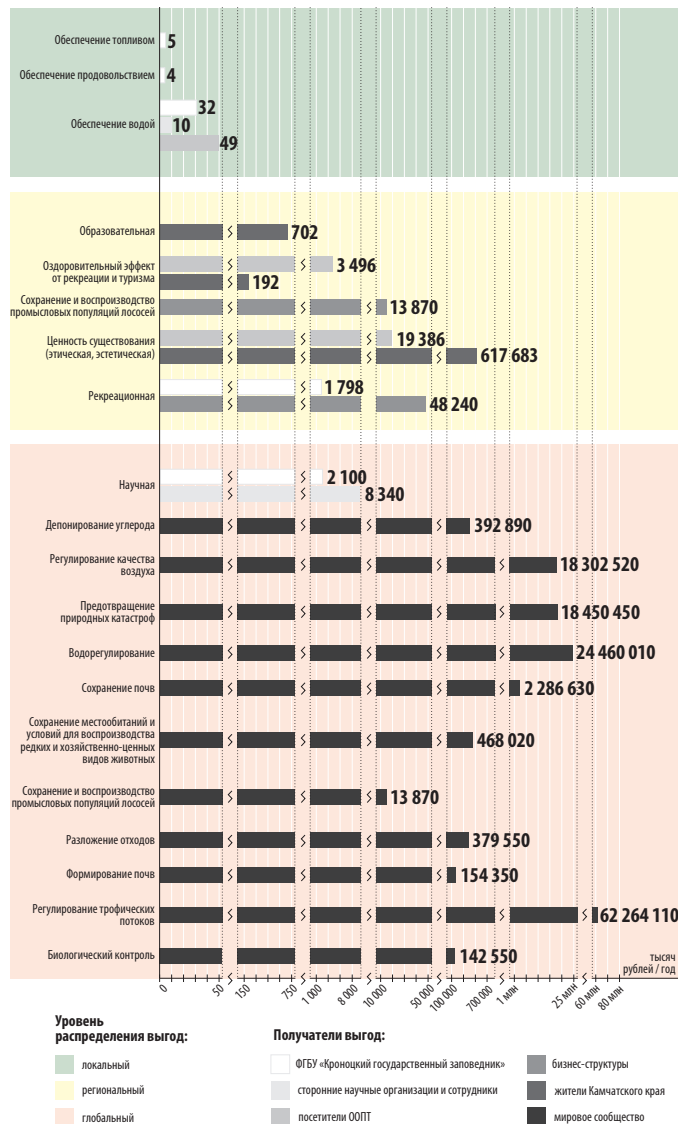 Обеспечение топливом
5
Обеспечение продовольствием
4
Обеспечение водой
32
10
49
Образовательная
702
Оздоровительный эффект
от рекреации и туризма
3 496
192
Сохранение и воспроизводство
промысловых популяций лососей
13 870
Ценность существования
(этическая, эстетическая)
19 386
617 683
Рекреационная
1 798
48 240
Научная
2 100
8 340
Депонирование углерода
392 890
Регулирование качества
воздуха
18 302 520
Предотвращение
природных катастроф
18 450 450
Водорегулирование
24 460 010
Сохранение почв
2 286 630
Сохранение местообитаний и
условий для воспроизводства
редких и хозяйственно-ценных
видов животных
468 020
Сохранение и воспроизводство
промысловых популяций лососей
13 870
Разложение отходов
379 550
Формирование почв
154 350
Регулирование трофических
потоков
62 264 110
Биологический контроль
142 550
тысяч
рублей / год
0
50
150
750
1 000
8 000
10 000
50 000
100 000
700 000
1 млн
25 млн
60 млн
80 млн
Уровень
распределения выгод:
локальный
региональный
глобальный
Получатели выгод:
ФГБУ «Кроноцкий государственный заповедник»
сторонние научные организации и сотрудники
посетители ООПТ
бизнес-структуры
жители Камчатского края
мировое сообщество